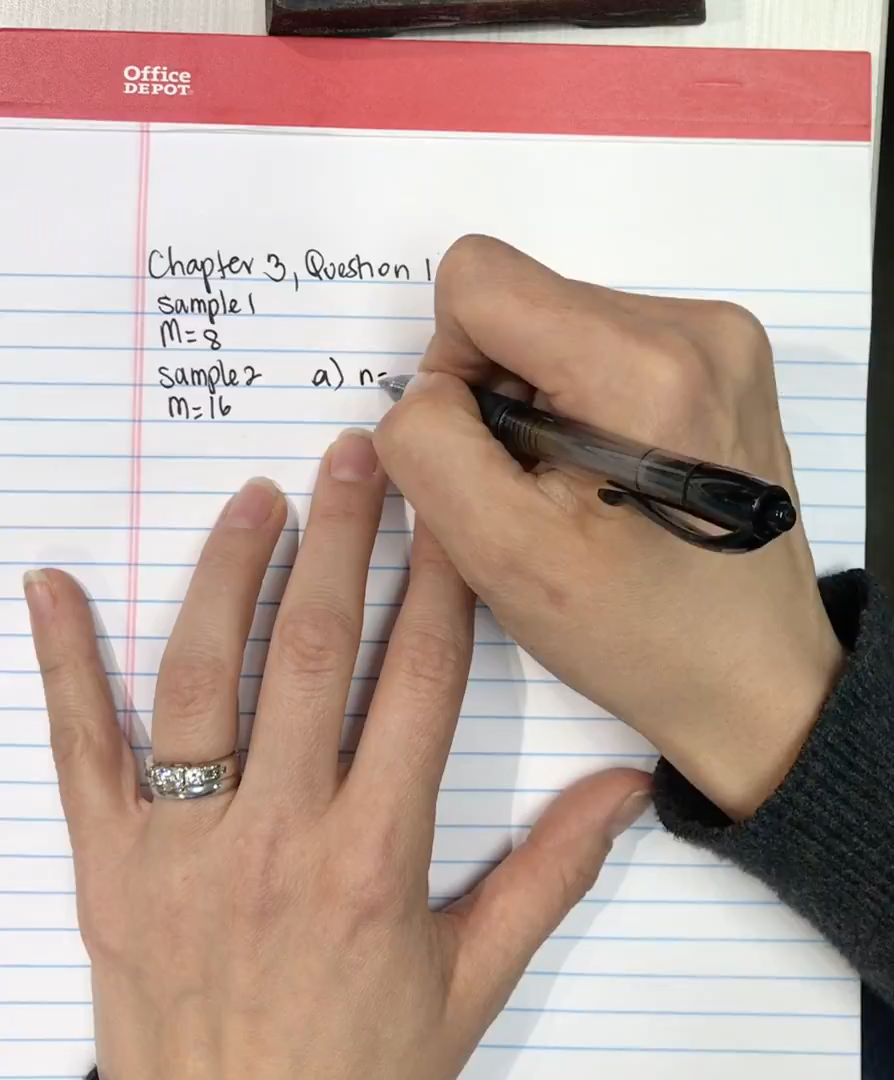 Office
DEPOT
Chapter 3, Question 1
Sample 1
M=8
Sample 2 a) n=
M=16